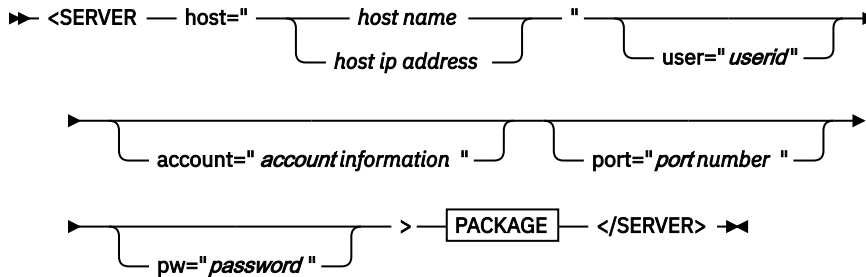 <SERVER host=" host name " user="userid"
host ip address
account=" account information " port="port number "
pw="password " > PACKAGE </SERVER>